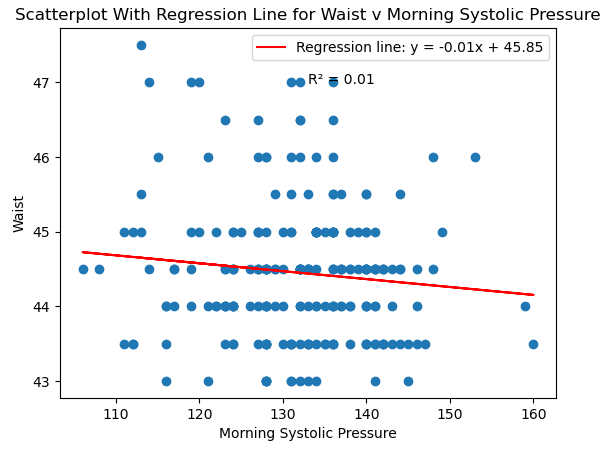 Scatterplot With Regression Line for Waist v Morning Systolic Pressure
Regression line: y = -0.01x + 45.85
R² = 0.01
47
46
45
44
43
Waist
110 120 130 140 150 160
Morning Systolic Pressure